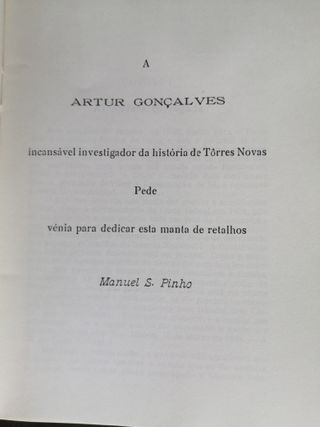 A
ARTUR GONÇALVES
incansável investigador da história de Tôrres Novas
Pede
vénia para dedicar esta manta de retalhos
Manuel S. Pinho